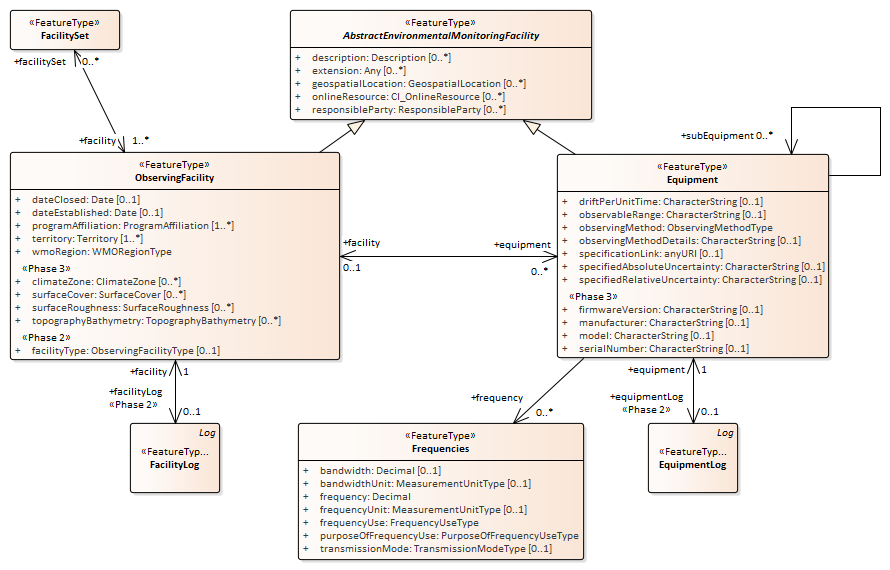 «FeatureType»
FacilitySet
«FeatureType»
AbstractEnvironmentalMonitoringFacility
+ description: Description [0..*]
+ extension: Any [0..*]
+ geospatialLocation: GeospatialLocation [0..*]
+ onlineResource: CI_OnlineResource [0..*]
+ responsibleParty: ResponsibleParty [0..*]
+facilitySet 0..*
+facility 1..*
+subEquipment 0..*
«FeatureType»
ObservingFacility
+ dateClosed: Date [0..1]
+ dateEstablished: Date [0..1]
+ programAffiliation: ProgramAffiliation [1..*]
+ territory: Territory [1..*]
+ wmoRegion: WMORegionType
«Phase 3»
+ climateZone: ClimateZone [0..*]
+ surfaceCover: SurfaceCover [0..*]
+ surfaceRoughness: SurfaceRoughness [0..*]
+ topographyBathymetry: TopographyBathymetry [0..*]
«Phase 2»
+ facilityType: ObservingFacilityType [0..1]
+facility
0..1
+equipment
0..*
«FeatureType»
Equipment
+ driftPerUnitTime: CharacterString [0..1]
+ observableRange: CharacterString [0..1]
+ observingMethod: ObservingMethodType
+ observingMethodDetails: CharacterString [0..1]
+ specificationLink: anyURI [0..1]
+ specifiedAbsoluteUncertainty: CharacterString [0..1]
+ specifiedRelativeUncertainty: CharacterString [0..1]
«Phase 3»
+ firmwareVersion: CharacterString [0..1]
+ manufacturer: CharacterString [0..1]
+ model: CharacterString [0..1]
+ serialNumber: CharacterString [0..1]
+facility 1
+facilityLog
«Phase 2»
0..1
+frequency
0..*
+equipment 1
+equipmentLog
«Phase 2»
0..1
Log
«FeatureTyp...
FacilityLog
«FeatureType»
Frequencies
+ bandwidth: Decimal [0..1]
+ bandwidthUnit: MeasurementUnitType [0..1]
+ frequency: Decimal
+ frequencyUnit: MeasurementUnitType [0..1]
+ frequencyUse: FrequencyUseType
+ purposeOfFrequencyUse: PurposeOfFrequencyUseType
+ transmissionMode: TransmissionModeType [0..1]
Log
«FeatureTyp...
EquipmentLog